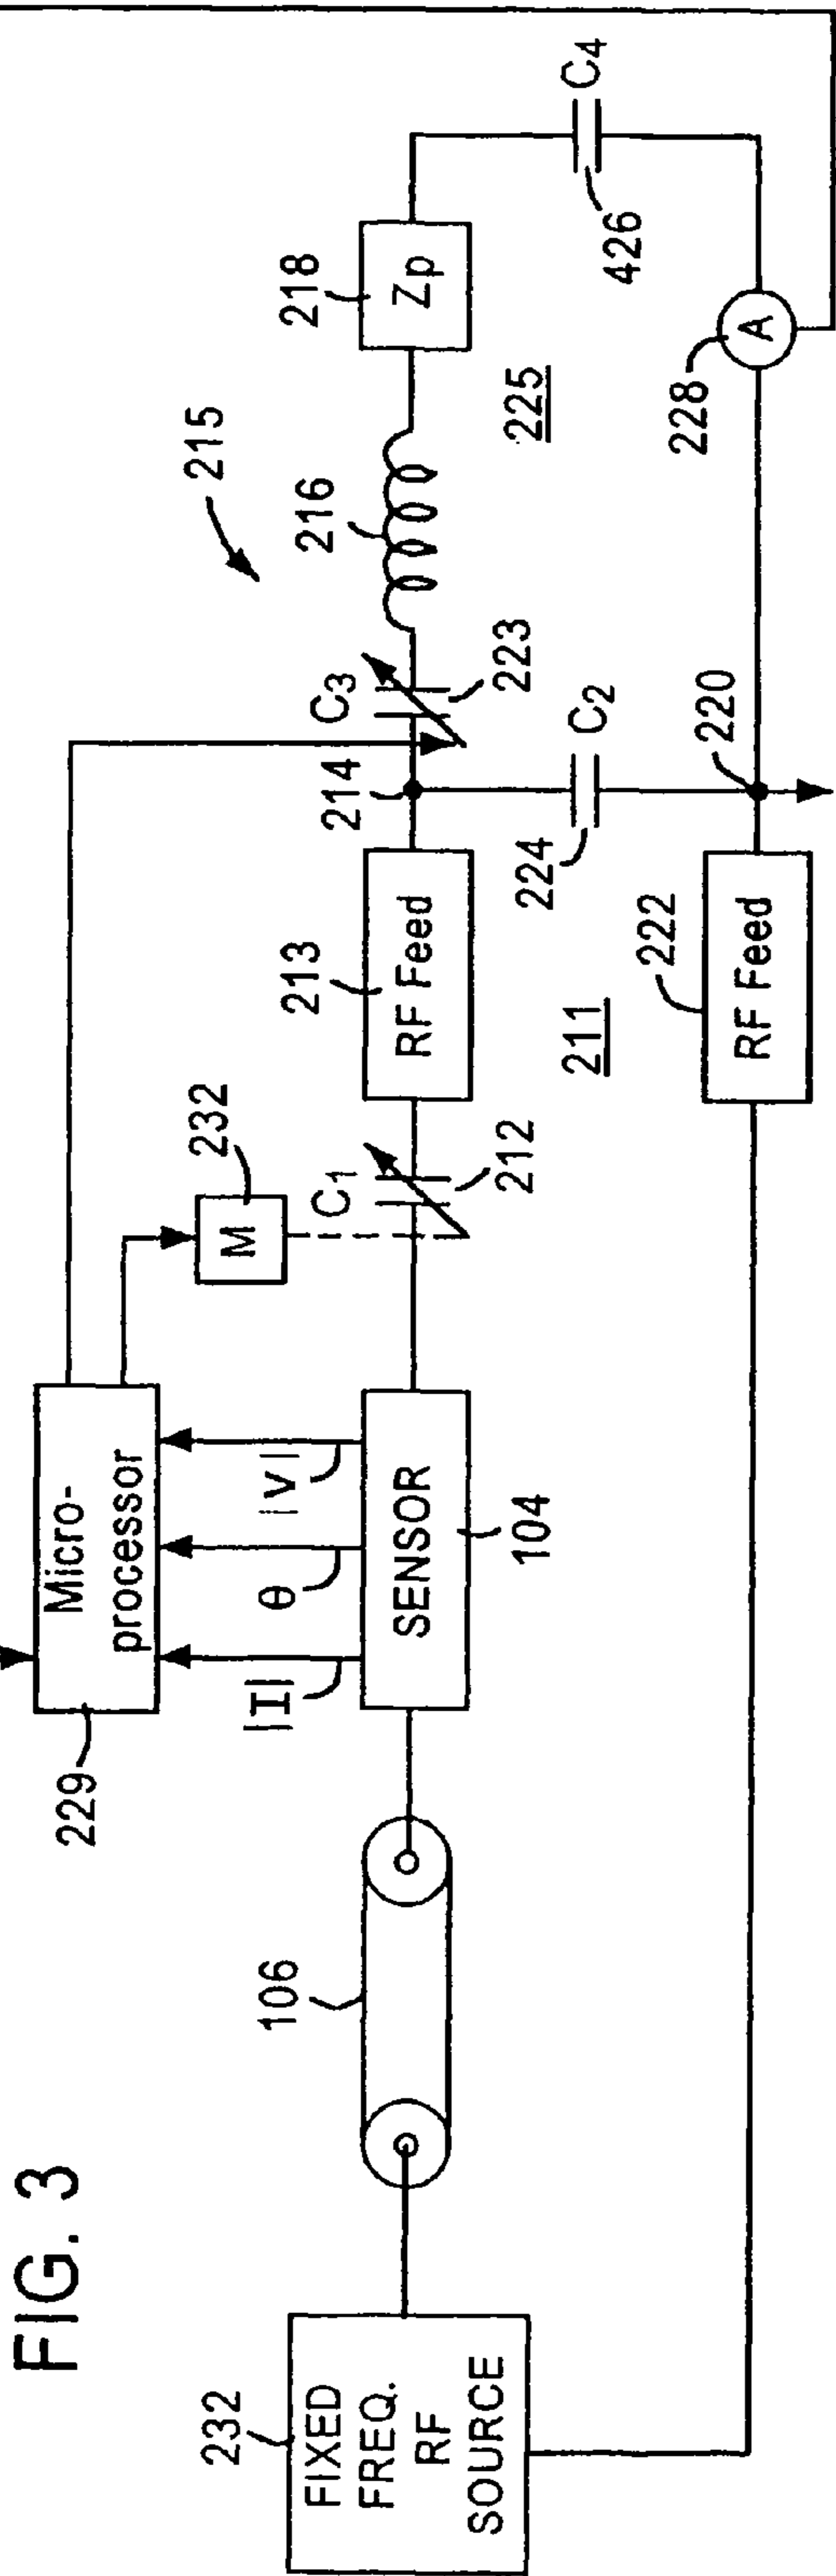 FIG. 3
232
FIXED
FREQ.
RF
SOURCE
106
229
Micro-
processor
|I|
θ
|V|
SENSOR
104
232
M
C1
212
213
RF Feed
211
222
RF Feed
214
C3
223
224
C2
220
215
216
218
Zp
225
228
A
426
C4